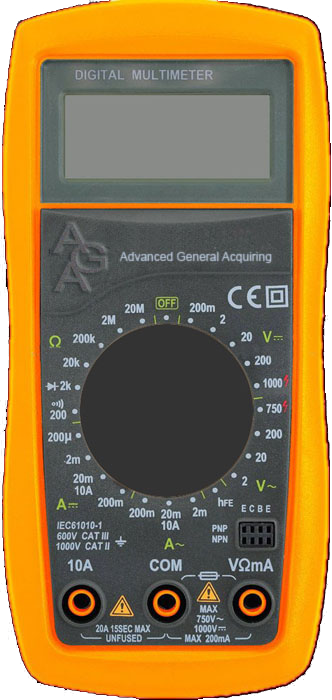 DIGITAL MULTIMETER
AGA
Advanced General Acquiring
OFF
200m
2
20
V⎓
200
1000
750
200
20
2
V~
hFE
2m
20m
10A
200m
A~
200m
20m
10A
A⎓
2m
200µ
200
2k
20k
200k
Ω
2M
20M
CE
E C B E
PNP
NPN
IEC61010-1
600V CAT III
1000V CAT II
10A
COM
VΩmA
20A 15SEC MAX
UNFUSED
MAX
750V~
1000V⎓
MAX 200mA